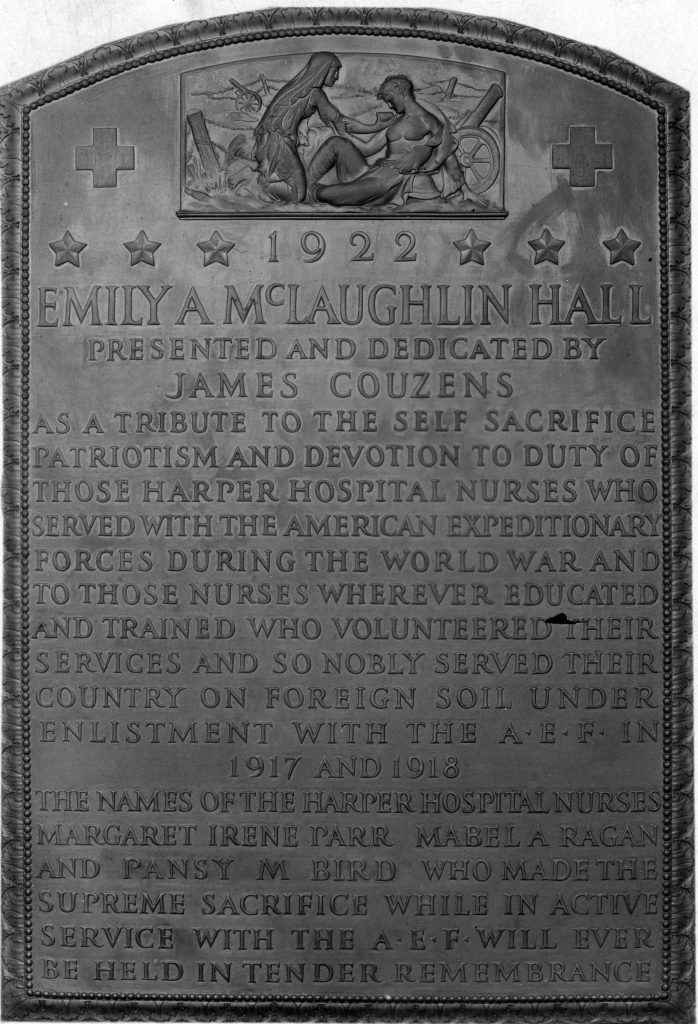 1922
EMILY A McLAUGHLIN HALL
PRESENTED AND DEDICATED BY
JAMES COUZENS
AS A TRIBUTE TO THE SELF SACRIFICE
PATRIOTISM AND DEVOTION TO DUTY OF
THOSE HARPER HOSPITAL NURSES WHO
SERVED WITH THE AMERICAN EXPEDITIONARY
FORCES DURING THE WORLD WAR AND
TO THOSE NURSES WHEREVER EDUCATED
AND TRAINED WHO VOLUNTEERED THEIR
SERVICES AND SO NOBLY SERVED THEIR
COUNTRY ON FOREIGN SOIL UNDER
ENLISTMENT WITH THE A·E·F· IN
1917 AND 1918
THE NAMES OF THE HARPER HOSPITAL NURSES
MARGARET IRENE PARR MABEL A RAGAN
AND PANSY M BIRD WHO MADE THE
SUPREME SACRIFICE WHILE IN ACTIVE
SERVICE WITH THE A·E·F· WILL EVER
BE HELD IN TENDER REMEMBRANCE